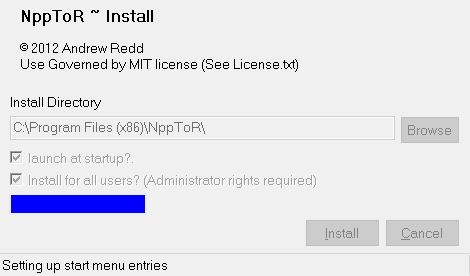 NppToR ~ Install
© 2012 Andrew Redd
Use Governed by MIT license (See License.txt)
Install Directory
C:\Program Files (x86)\NppToR\
Browse
launch at startup?.
Install for all users? (Administrator rights required)
Install
Cancel
Setting up start menu entries